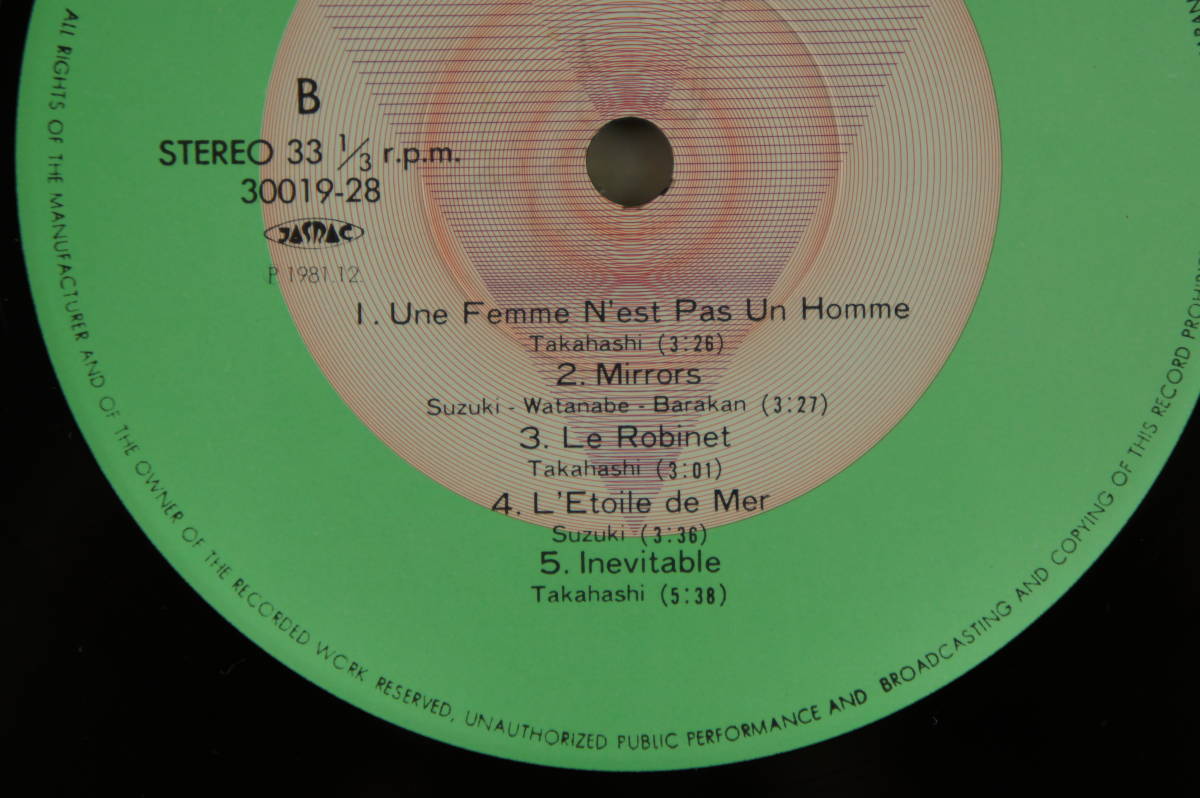 B
STEREO 33 1/3 r.p.m.
30019-28
JASRAC
P 1981.12.
1. Une Femme N'est Pas Un Homme
Takahashi (3:26)
2. Mirrors
Suzuki - Watanabe - Barakan (3:27)
3. Le Robinet
Takahashi (3:01)
4. L'Etoile de Mer
Suzuki (3:36)
5. Inevitable
Takahashi (5:38)
ALL RIGHTS OF THE MANUFACTURER AND OF THE OWNER OF THE RECORDED WORK RESERVED, UNAUTHORIZED PUBLIC PERFORMANCE AND BROADCASTING AND COPYING OF THIS RECORD